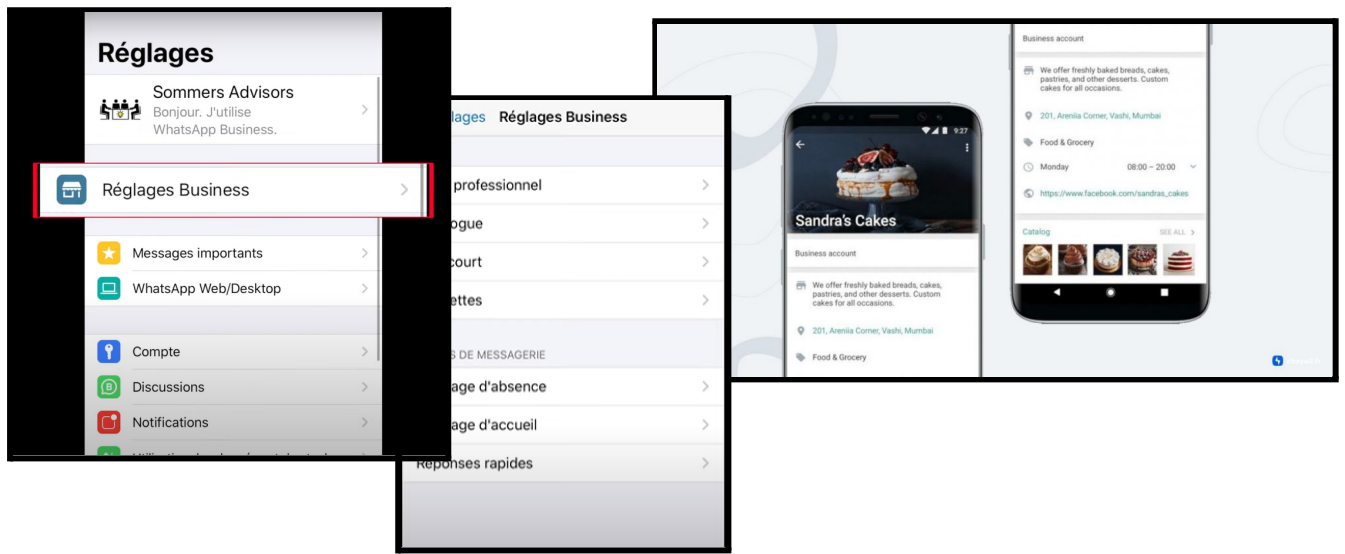 Réglages
Sommers Advisors
Bonjour. J'utilise
WhatsApp Business.
Réglages Business
Messages importants
WhatsApp Web/Desktop
Compte
Discussions
Notifications
lages Réglages Business
professionnel
ogue
court
ettes
S DE MESSAGERIE
age d'absence
age d'accueil
Réponses rapides
9:27
Sandra's Cakes
Business account
We offer freshly baked breads, cakes,
pastries, and other desserts. Custom
cakes for all occasions.
201, Areniia Corner, Vashi, Mumbai
Food & Grocery
Business account
We offer freshly baked breads, cakes,
pastries, and other desserts. Custom
cakes for all occasions.
201, Areniia Corner, Vashi, Mumbai
Food & Grocery
Monday 08:00 – 20:00
https://www.facebook.com/sandras_cakes
Catalog SEE ALL